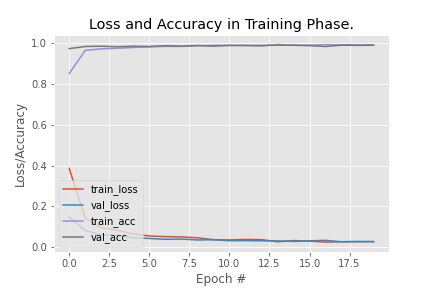 Loss and Accuracy in Training Phase.
Loss/Accuracy
1.0
0.8
0.6
0.4
0.2
0.0
train_loss
val_loss
train_acc
val_acc
0.0 2.5 5.0 7.5 10.0 12.5 15.0 17.5
Epoch #